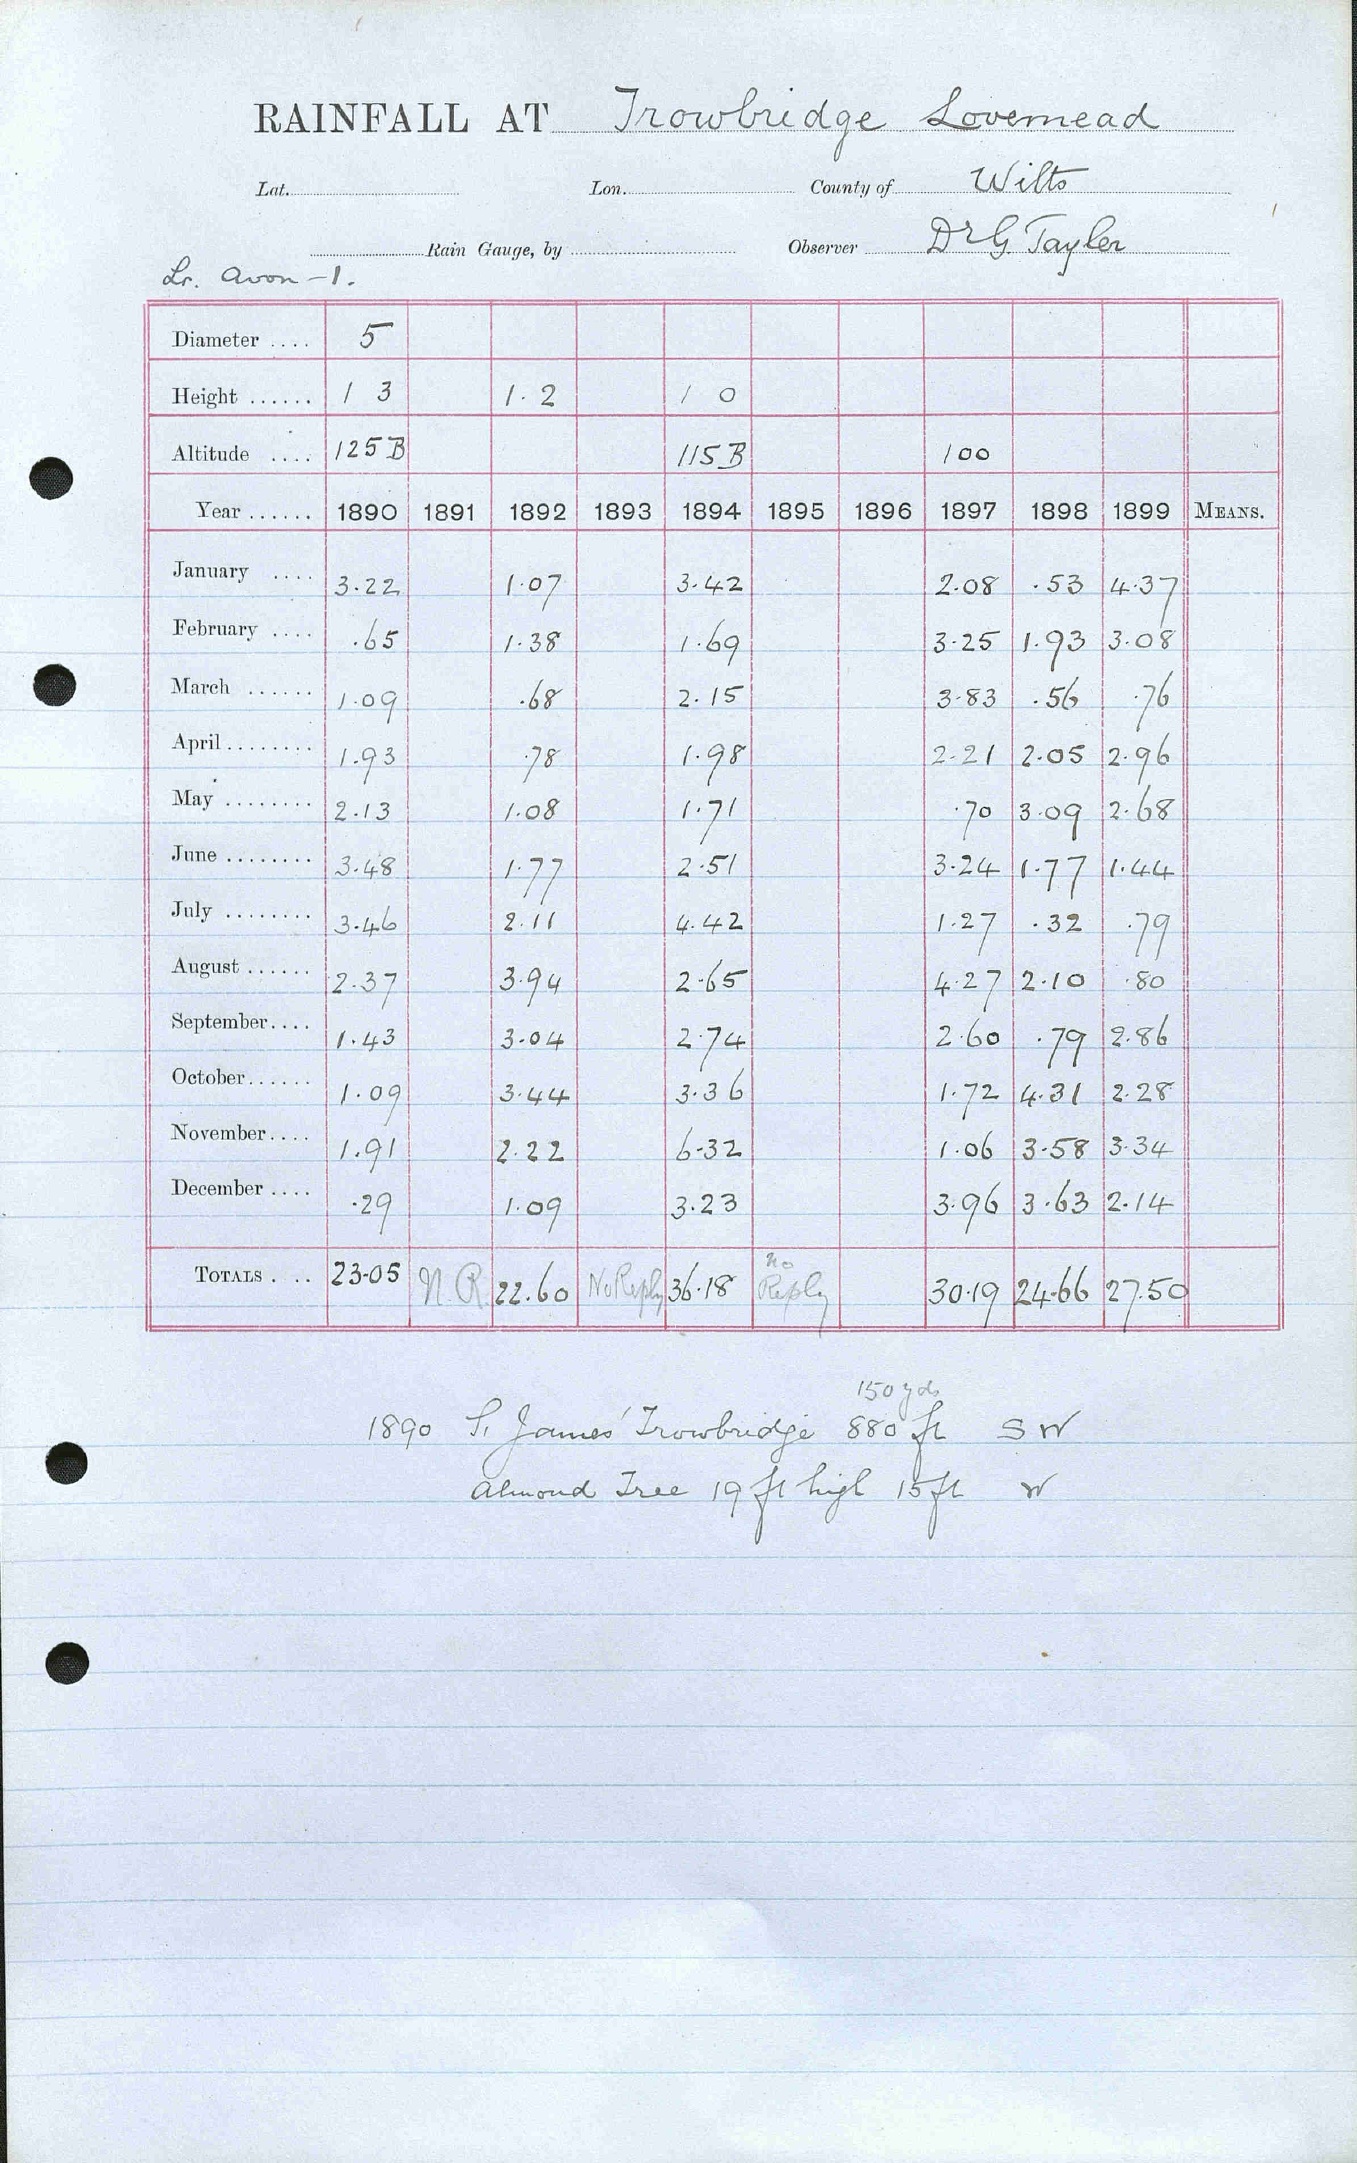 RAINFALL AT Trowbridge Lovemead
Lat. Lon. County of Wilts
Rain Gauge, by Observer Dr G. Tayler
Lr. Avon - 1.
Diameter .... 5
Height ...... 1 3 1.2 1 0
Altitude .... 125 B 115 B 100
Year ...... 1890 1891 1892 1893 1894 1895 1896 1897 1898 1899 MEANS.
January .... 3.22 1.07 3.42 2.08 .53 4.37
February .... .65 1.38 1.69 3.25 1.93 3.08
March ...... 1.09 .68 2.15 3.83 .56 .76
April ........ 1.93 .78 1.98 2.21 2.05 2.96
May ........ 2.13 1.08 1.71 .70 3.09 2.68
June ........ 3.48 1.77 2.51 3.24 1.77 1.44
July ........ 3.46 2.11 4.42 1.27 .32 .79
August ...... 2.37 3.94 2.65 4.27 2.10 .80
September.... 1.43 3.04 2.74 2.60 .79 2.86
October...... 1.09 3.44 3.36 1.72 4.31 2.28
November.... 1.91 2.22 6.32 1.06 3.58 3.34
December .... .29 1.09 3.23 3.96 3.63 2.14
TOTALS . .. 23.05 N.R. 22.60 No Reply 36.18 No Reply 30.19 24.66 27.50
150 yds
1890 S. James' Trowbridge 880 ft SW
Almond Tree 19 ft high 15 ft W